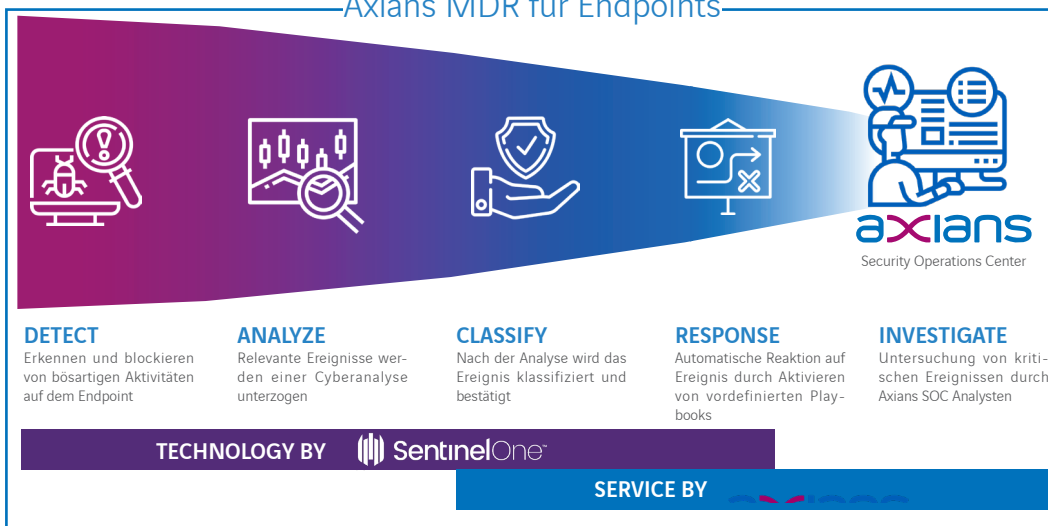 Axians MDR für Endpoints
axians
Security Operations Center
DETECT
Erkennen und blockieren
von bösartigen Aktivitäten
auf dem Endpoint
ANALYZE
Relevante Ereignisse wer-
den einer Cyberanalyse
unterzogen
CLASSIFY
Nach der Analyse wird das
Ereignis klassifiziert und
bestätigt
RESPONSE
Automatische Reaktion auf
Ereignis durch Aktivieren
von vordefinierten Play-
books
INVESTIGATE
Untersuchung von kriti-
schen Ereignissen durch
Axians SOC Analysten
TECHNOLOGY BY SentinelOne™
SERVICE BY